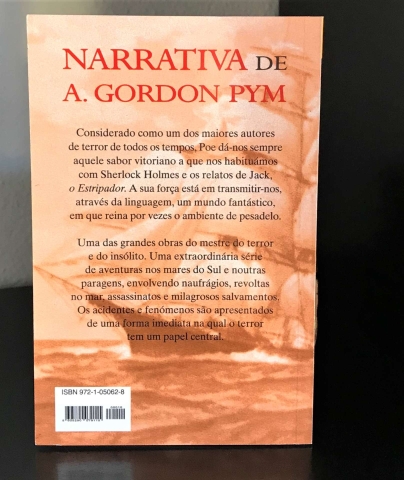 NARRATIVA DE
A. GORDON PYM
Considerado como um dos maiores autores
de terror de todos os tempos, Poe dá-nos sempre
aquele sabor vitoriano a que nos habituámos
com Sherlock Holmes e os relatos de Jack,
o Estripador. A sua força está em transmitir-nos,
através da linguagem, um mundo fantástico,
em que reina por vezes o ambiente de pesadelo.
Uma das grandes obras do mestre do terror
e do insólito. Uma extraordinária série
de aventuras nos mares do Sul e noutras
paragens, envolvendo naufrágios, revoltas
no mar, assassinatos e milagrosos salvamentos.
Os acidentes e fenómenos são apresentados
de uma forma imediata na qual o terror
tem um papel central.
ISBN 972-1-05062-8